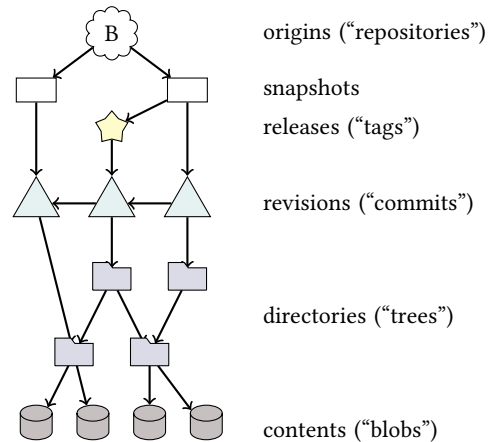 B
origins (“repositories”)
snapshots
releases (“tags”)
revisions (“commits”)
directories (“trees”)
contents (“blobs”)